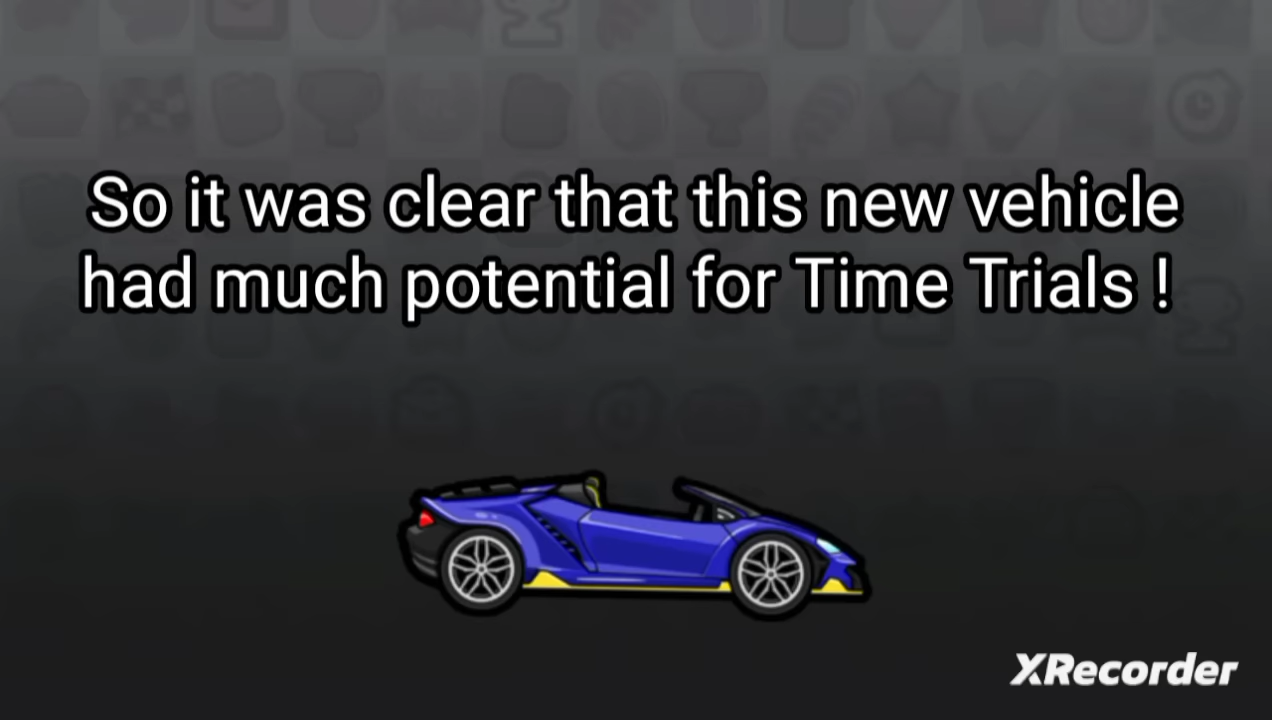 So it was clear that this new vehicle
had much potential for Time Trials !
XRecorder